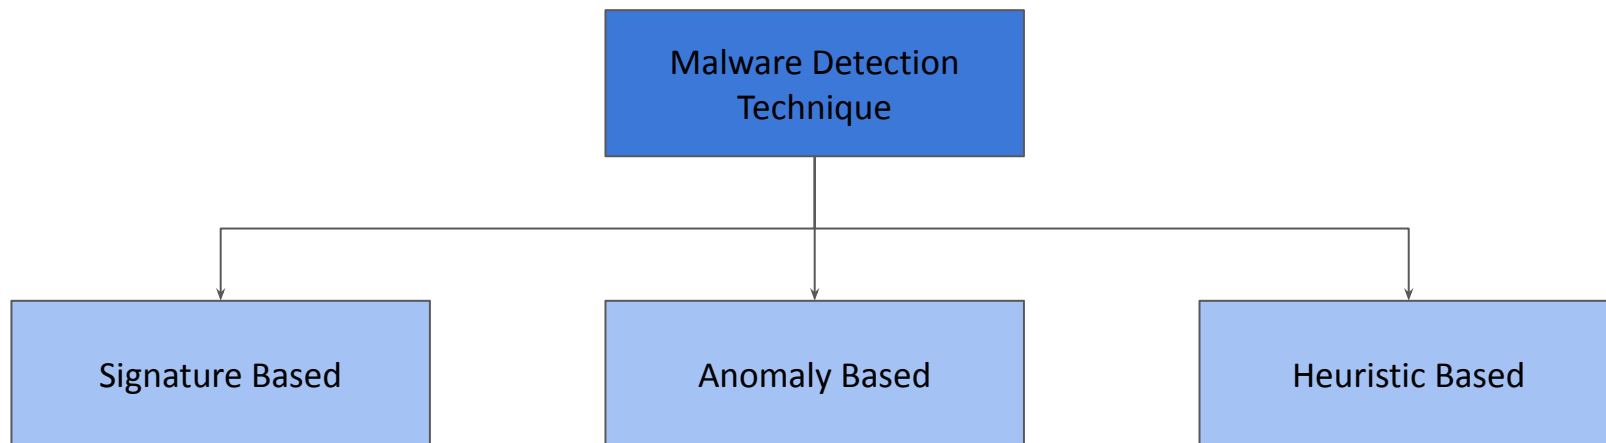 Malware Detection
Technique
Signature Based
Anomaly Based
Heuristic Based